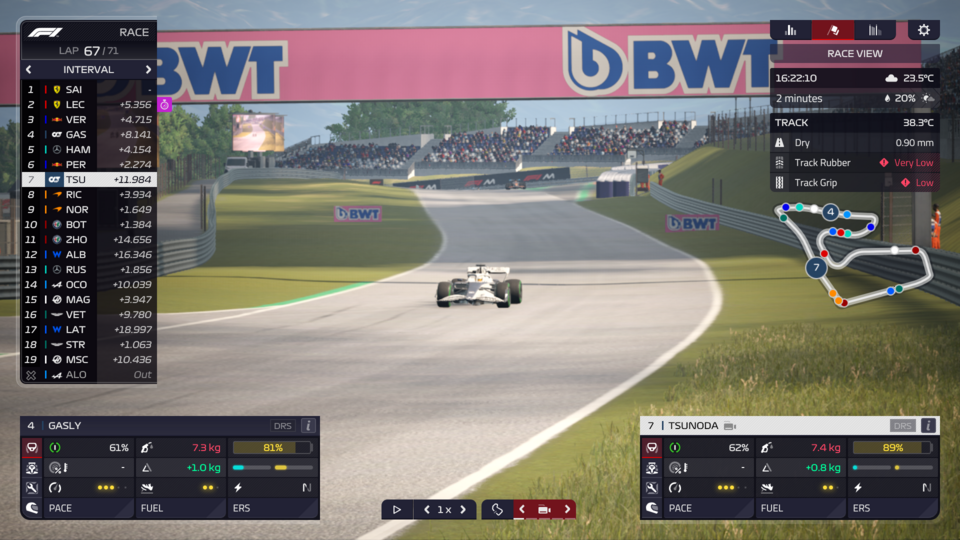 F1 RACE
LAP 67/71
INTERVAL
1 SAI -
2 LEC +5.356
3 VER +4.715
4 GAS +8.141
5 HAM +4.154
6 PER +2.274
7 TSU +11.984
8 RIC +3.934
9 NOR +1.649
10 BOT +1.384
11 ZHO +14.656
12 ALB +16.346
13 RUS +1.856
14 OCO +10.039
15 MAG +3.947
16 VET +9.780
17 LAT +18.997
18 STR +1.063
19 MSC +10.436
ALO Out
BWT
BWT
BWT
BWT
RACE VIEW
16:22:10 23.5°C
2 minutes 20%
TRACK 38.3°C
Dry 0.90 mm
Track Rubber Very Low
Track Grip Low
4
7
4 GASLY DRS i
61% 7.3 kg 81%
- +1.0 kg
N
PACE FUEL ERS
1x
7 TSUNODA DRS i
62% 7.4 kg 89%
- +0.8 kg
N
PACE FUEL ERS